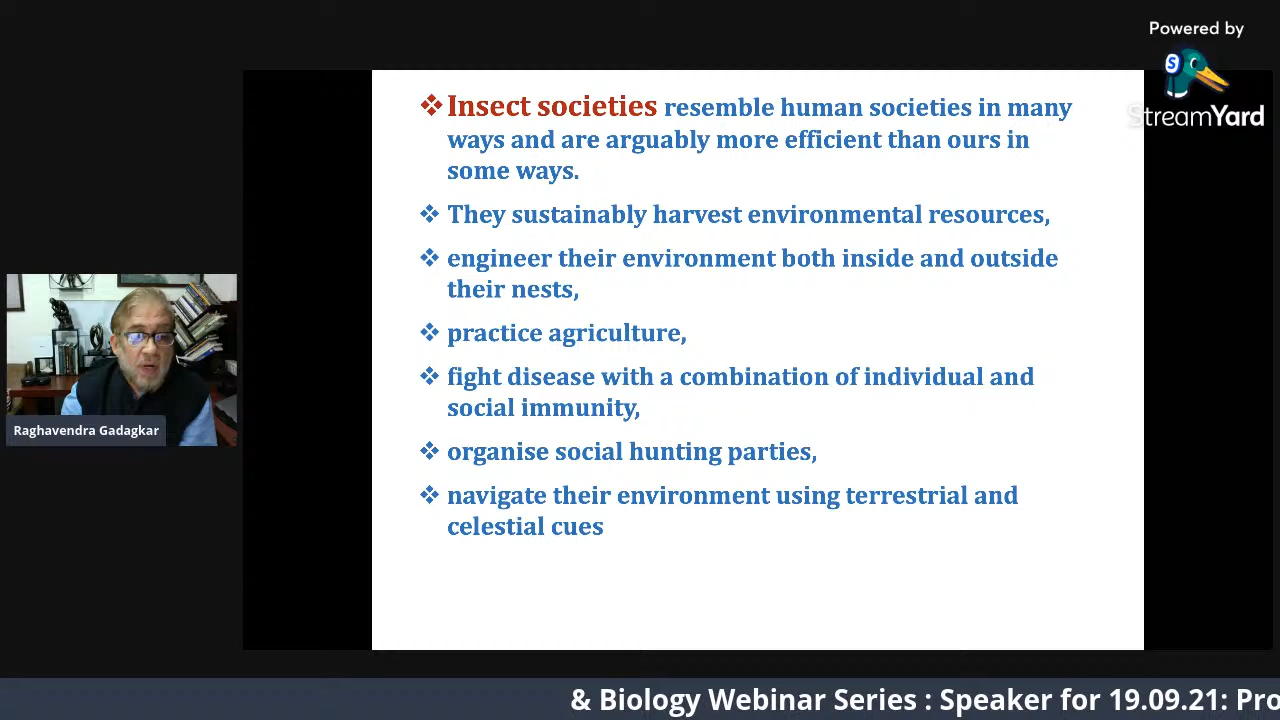 Powered by
StreamYard
❖ Insect societies resemble human societies in many
ways and are arguably more efficient than ours in
some ways.
❖ They sustainably harvest environmental resources,
❖ engineer their environment both inside and outside
their nests,
❖ practice agriculture,
❖ fight disease with a combination of individual and
social immunity,
❖ organise social hunting parties,
❖ navigate their environment using terrestrial and
celestial cues
Raghavendra Gadagkar
& Biology Webinar Series : Speaker for 19.09.21: Pro